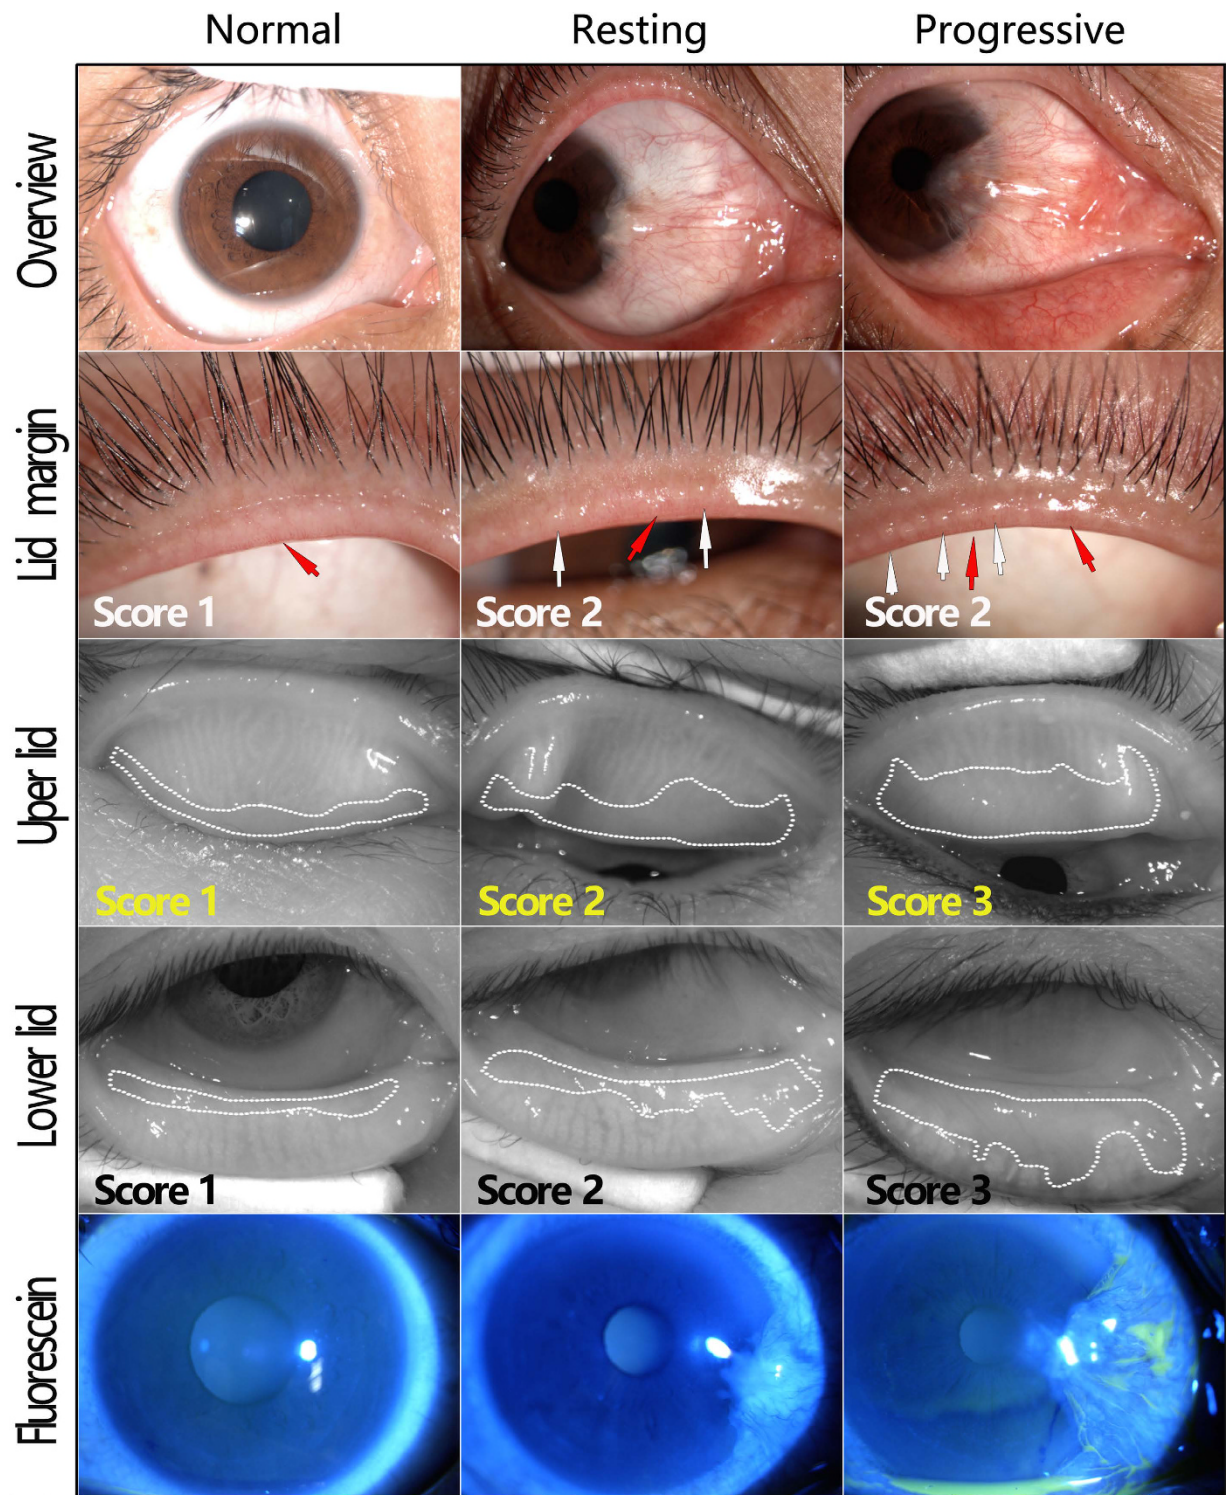 Normal
Resting
Progressive
Overview
Lid margin
Score 1
Score 2
Score 2
Uper lid
Score 1
Score 2
Score 3
Lower lid
Score 1
Score 2
Score 3
Fluorescein